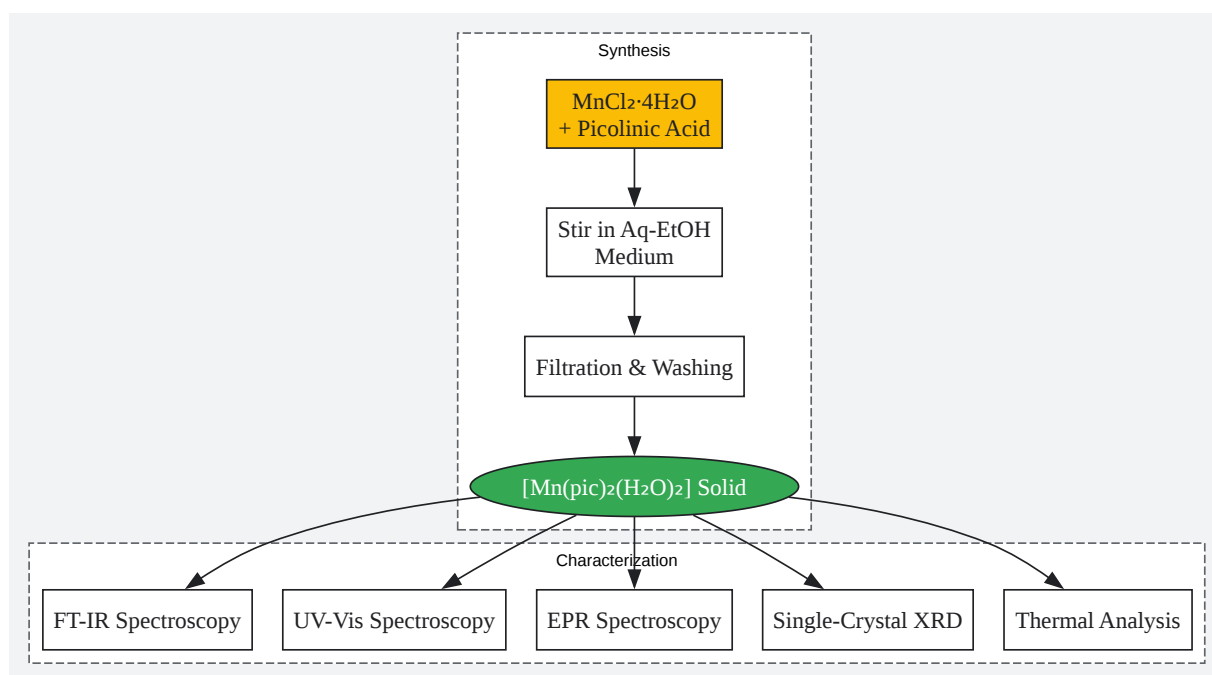 Synthesis
MnCl₂·4H₂O
+ Picolinic Acid
Stir in Aq-EtOH
Medium
Filtration & Washing
[Mn(pic)₂(H₂O)₂] Solid
Characterization
FT-IR Spectroscopy
UV-Vis Spectroscopy
EPR Spectroscopy
Single-Crystal XRD
Thermal Analysis